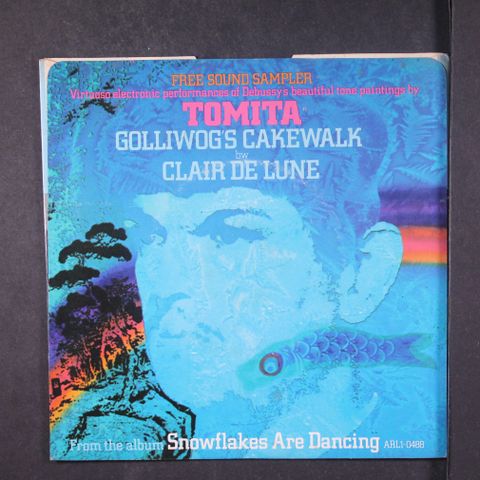 FREE SOUND SAMPLER
Virtuoso electronic performances of Debussy's beautiful tone paintings by
TOMITA
GOLLIWOG'S CAKEWALK
bw
CLAIR DE LUNE
From the album Snowflakes Are Dancing ARL1-0488